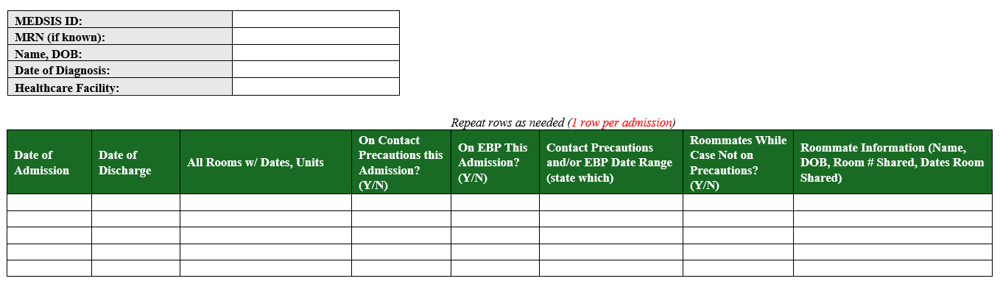 MEDSIS ID:
MRN (if known):
Name, DOB:
Date of Diagnosis:
Healthcare Facility:
Repeat rows as needed (1 row per admission)
Date of
Admission
Date of
Discharge
All Rooms w/ Dates, Units
On Contact
Precautions this
Admission?
(Y/N)
On EBP This
Admission?
(Y/N)
Contact Precautions
and/or EBP Date Range
(state which)
Roommates While
Case Not on
Precautions?
(Y/N)
Roommate Information (Name,
DOB, Room # Shared, Dates Room
Shared)